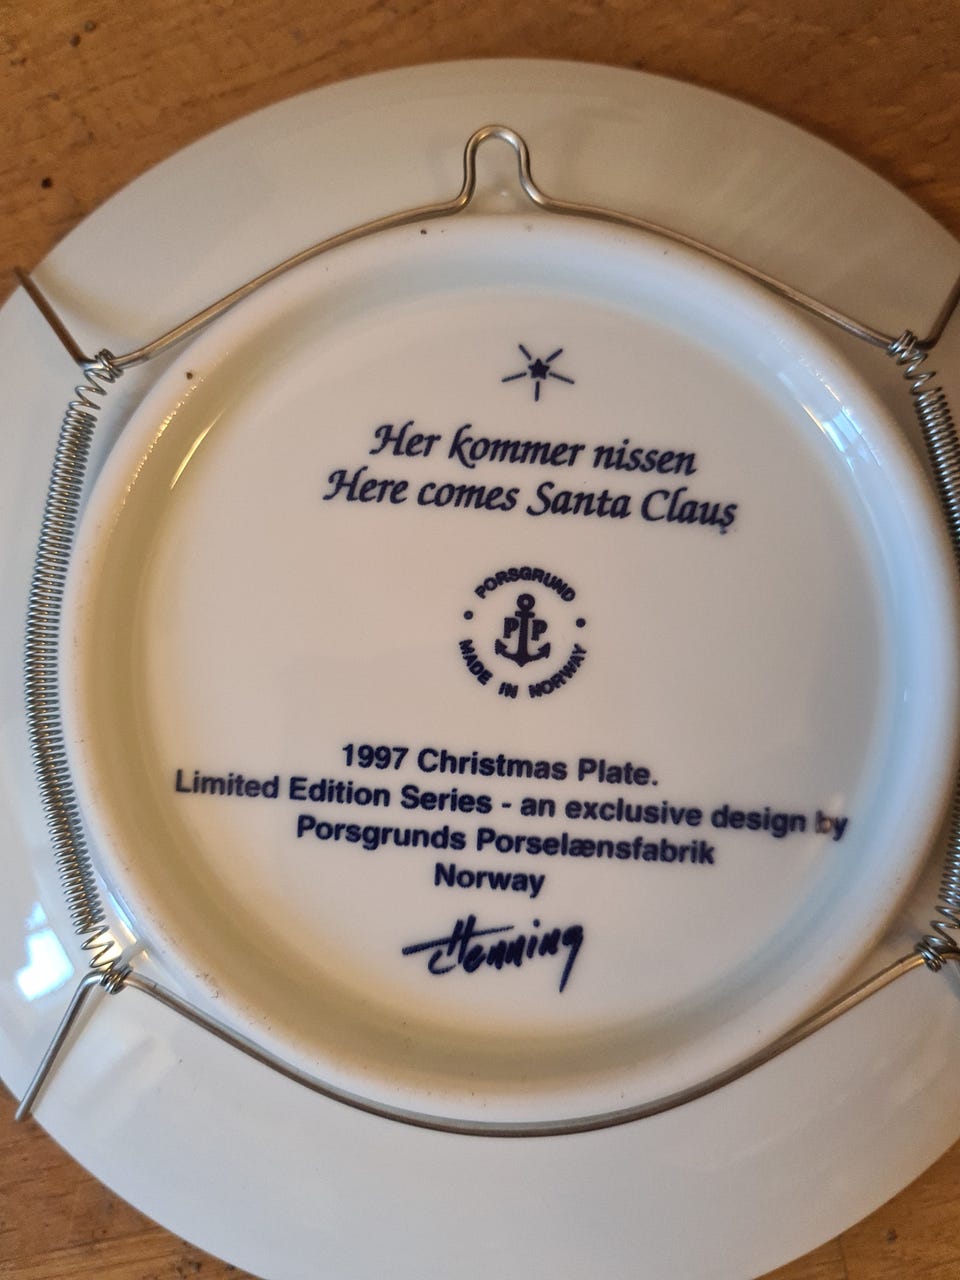 Her kommer nissen
Here comes Santa Claus
PORSGRUND
P P
MADE IN NORWAY
1997 Christmas Plate.
Limited Edition Series - an exclusive design by
Porsgrunds Porselænsfabrik
Norway
Henning